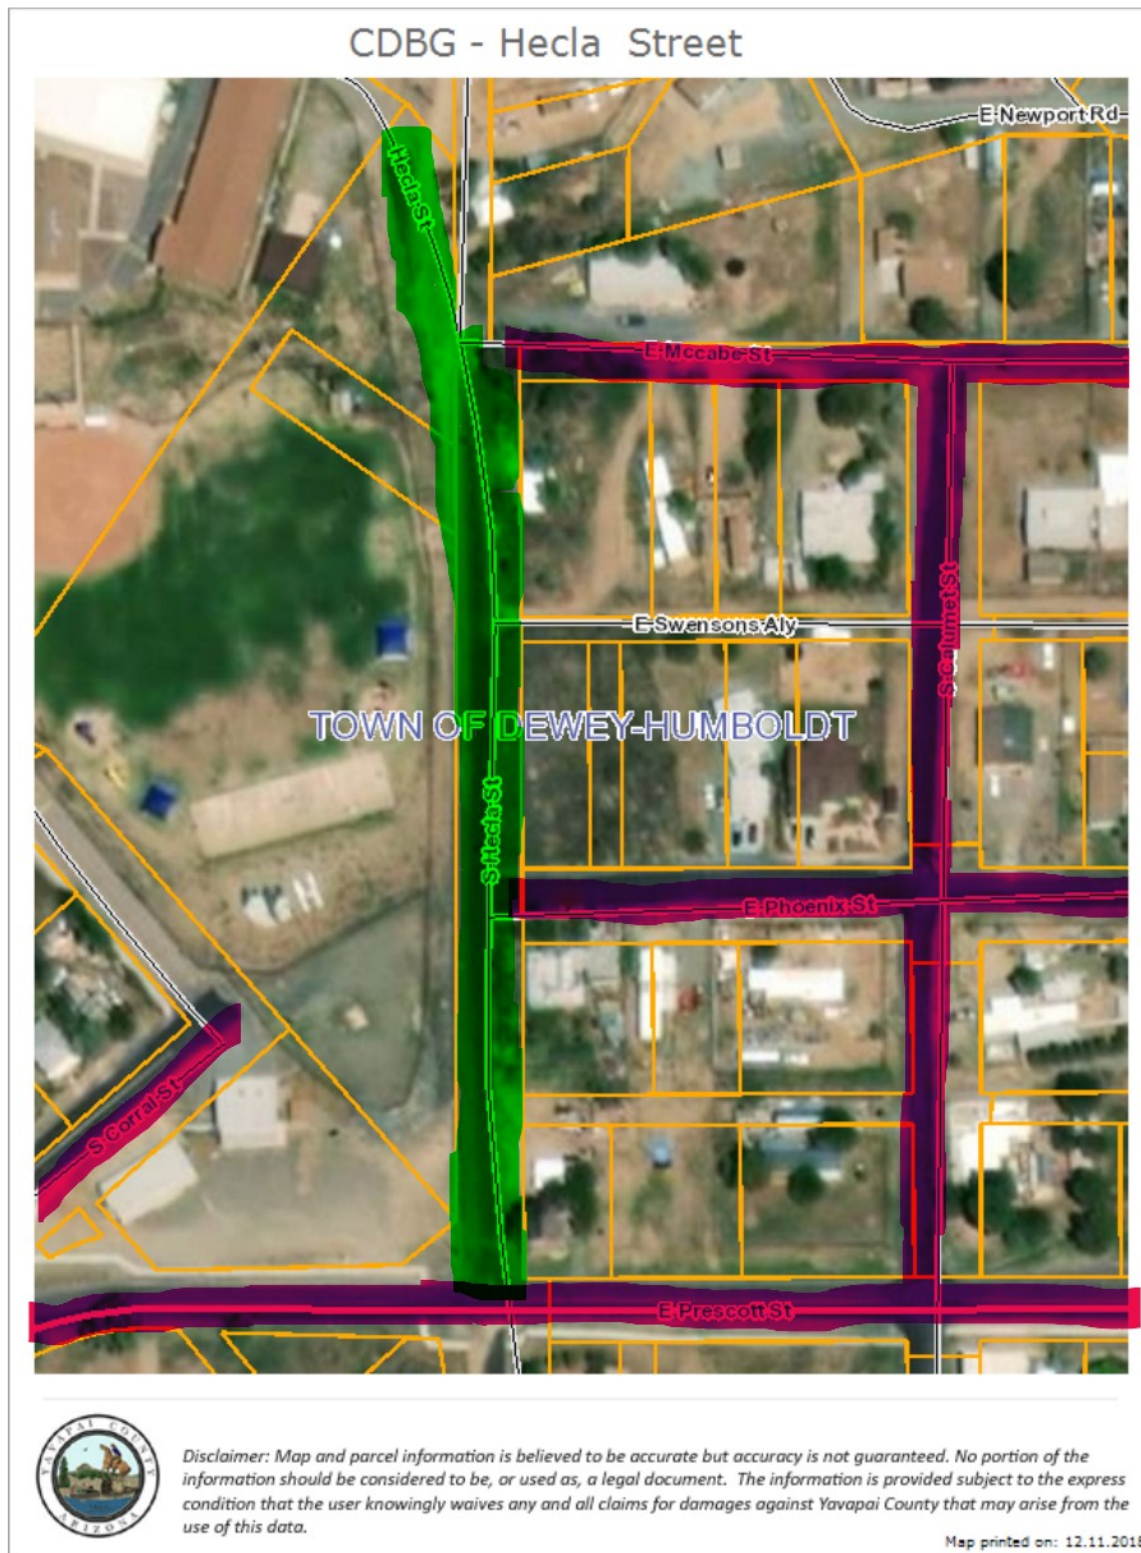 CDBG - Hecla Street
E Newport Rd
Hecla St
E Mccabe St
S Calumet St
E Swensons Aly
TOWN OF DEWEY-HUMBOLDT
S Hecla St
E Phoenix St
S Corral St
E Prescott St
YAVAPAI COUNTY
ARIZONA
Disclaimer: Map and parcel information is believed to be accurate but accuracy is not guaranteed. No portion of the
information should be considered to be, or used as, a legal document. The information is provided subject to the express
condition that the user knowingly waives any and all claims for damages against Yavapai County that may arise from the
use of this data.
Map printed on: 12.11.2018